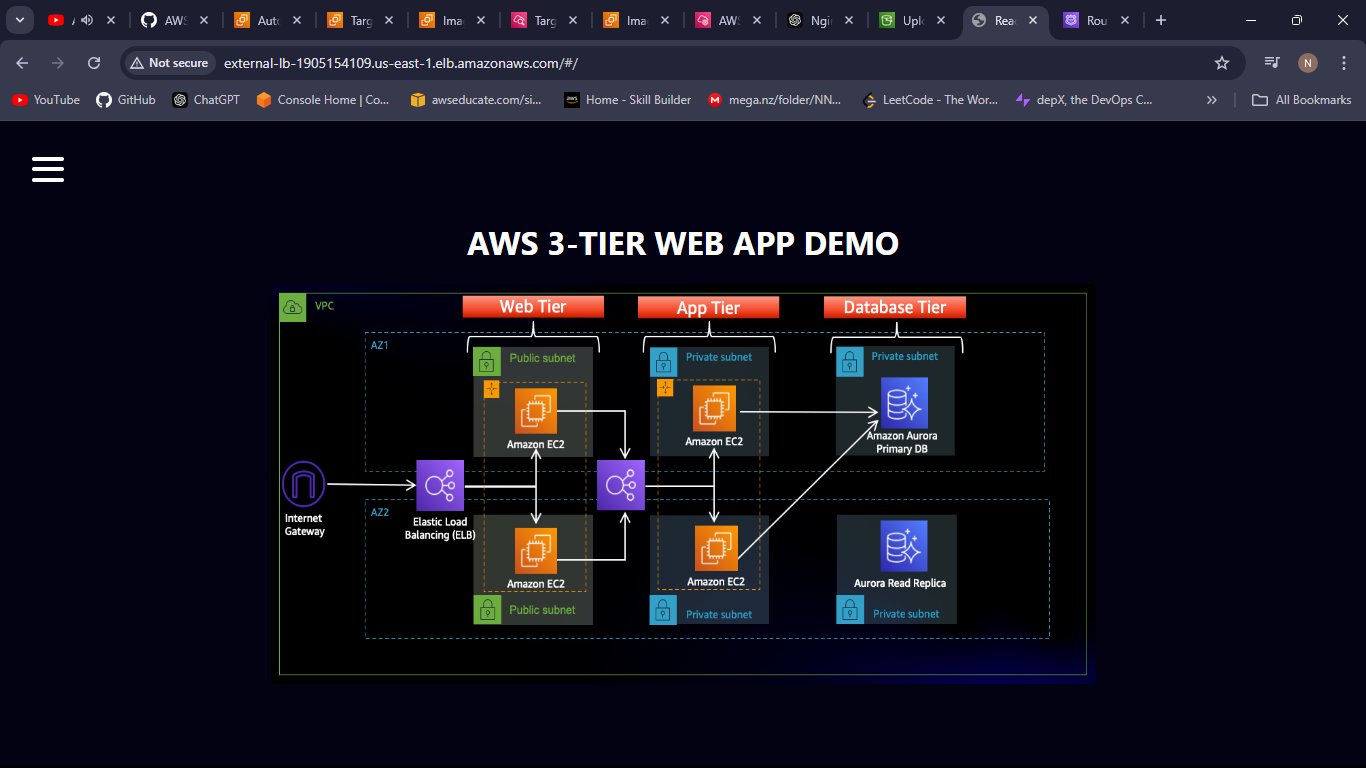 AWS
Auto
Targ
Ima
Targ
Ima
AWS
Ngin
Uplo
Rea
Rou
Not secure
external-lb-1905154109.us-east-1.elb.amazonaws.com/#/
N
YouTube
GitHub
ChatGPT
Console Home | Co...
awseducate.com/si...
aws
Home - Skill Builder
mega.nz/folder/NN...
LeetCode - The Wor...
depX, the DevOps C...
»
All Bookmarks
AWS 3-TIER WEB APP DEMO
VPC
Web Tier
App Tier
Database Tier
AZ1
Public subnet
Private subnet
Private subnet
Amazon EC2
Amazon EC2
Amazon Aurora
Primary DB
Internet
Gateway
Elastic Load
Balancing (ELB)
AZ2
Amazon EC2
Amazon EC2
Aurora Read Replica
Public subnet
Private subnet
Private subnet